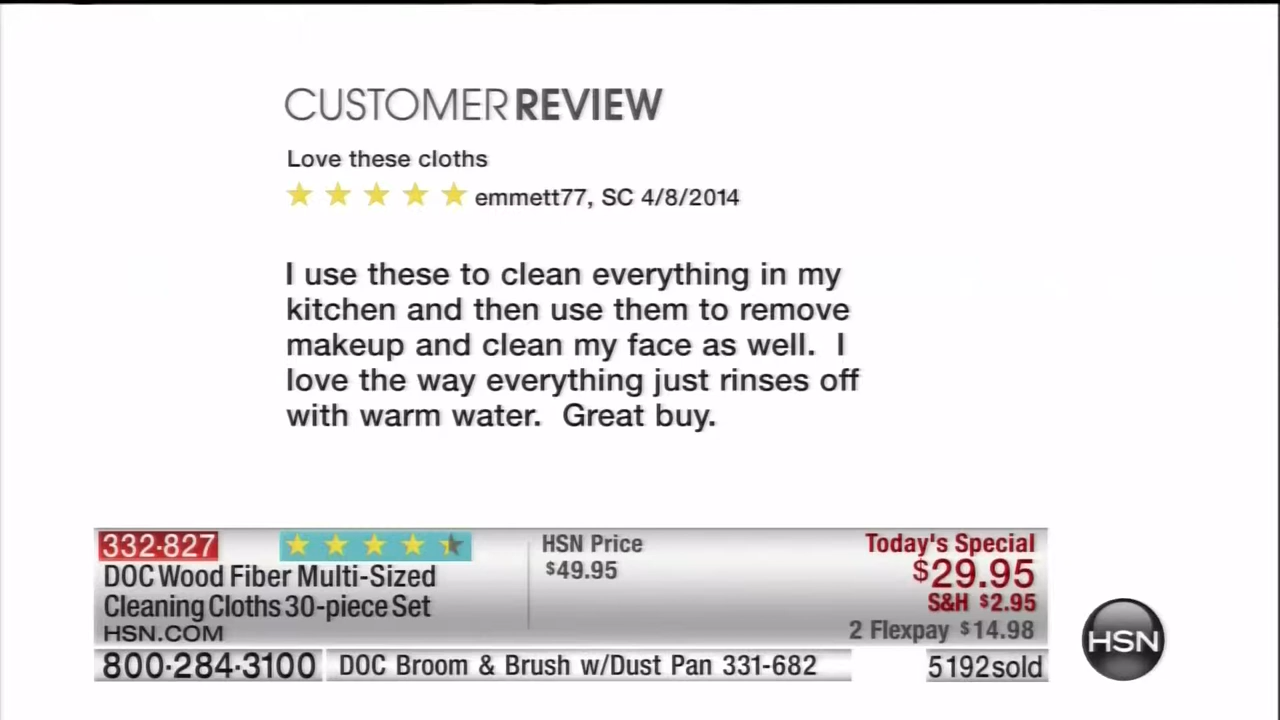 CUSTOMER REVIEW
Love these cloths
emmett77, SC 4/8/2014
I use these to clean everything in my
kitchen and then use them to remove
makeup and clean my face as well. I
love the way everything just rinses off
with warm water. Great buy.
332-827
DOC Wood Fiber Multi-Sized
Cleaning Cloths 30-piece Set
HSN.COM
HSN Price
$49.95
Today's Special
$29.95
S&H $2.95
2 Flexpay $14.98
800-284-3100
DOC Broom & Brush w/Dust Pan 331-682
5192sold
HSN